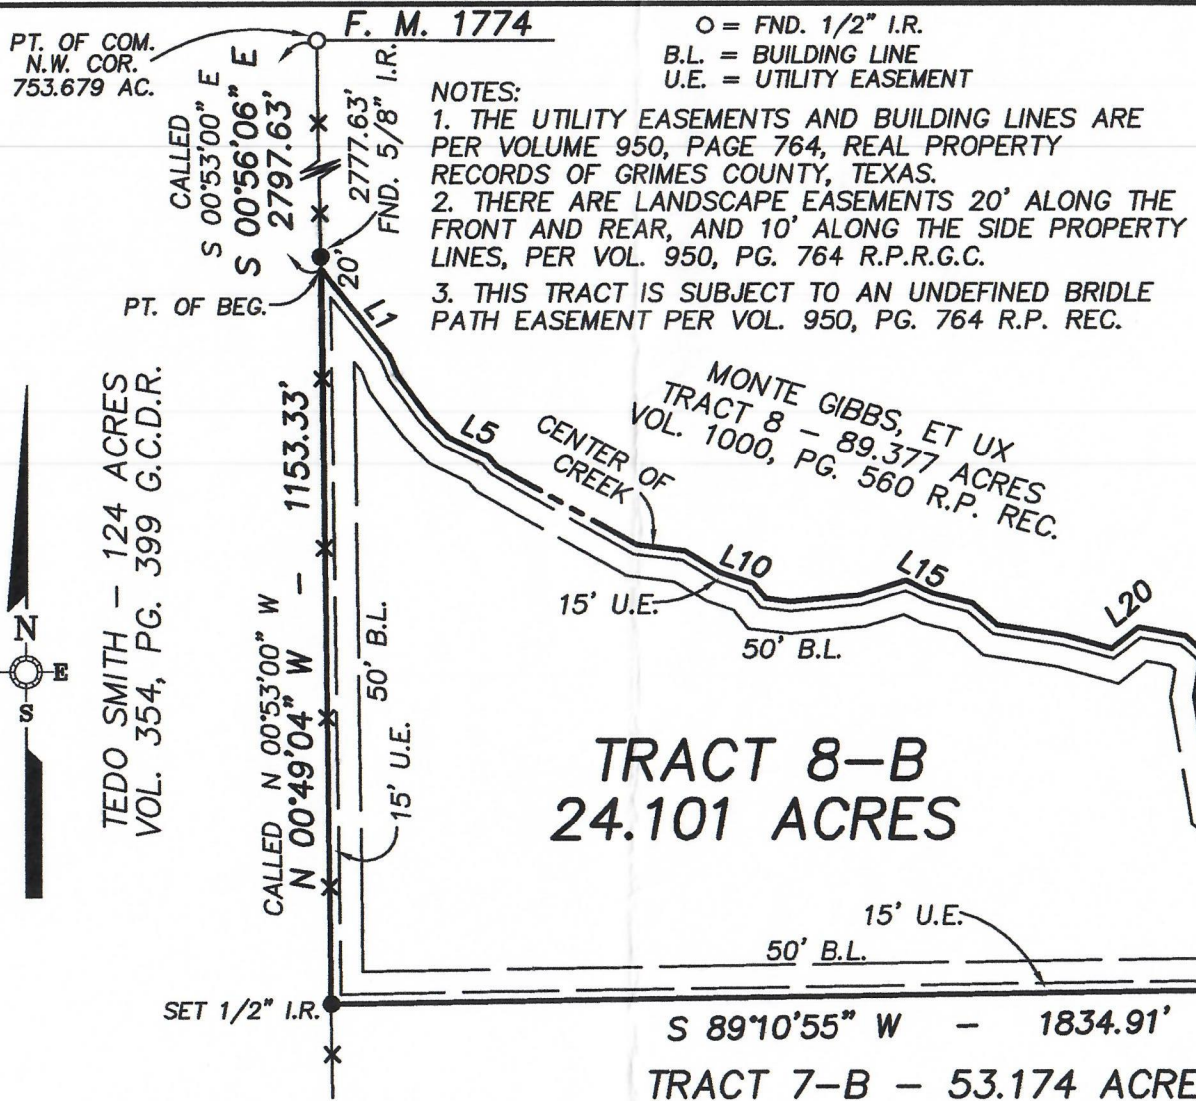 F. M. 1774
PT. OF COM.
N.W. COR.
753.679 AC.
O = FND. 1/2" I.R.
B.L. = BUILDING LINE
U.E. = UTILITY EASEMENT
CALLED
S 00°53'00" E
S 00°56'06" E
2797.63'
2777.63'
FND. 5/8" I.R.
NOTES:
1. THE UTILITY EASEMENTS AND BUILDING LINES ARE
PER VOLUME 950, PAGE 764, REAL PROPERTY
RECORDS OF GRIMES COUNTY, TEXAS.
2. THERE ARE LANDSCAPE EASEMENTS 20' ALONG THE
FRONT AND REAR, AND 10' ALONG THE SIDE PROPERTY
LINES, PER VOL. 950, PG. 764 R.P.R.G.C.
3. THIS TRACT IS SUBJECT TO AN UNDEFINED BRIDLE
PATH EASEMENT PER VOL. 950, PG. 764 R.P. REC.
20'
PT. OF BEG.
L1
L5
CENTER OF
CREEK
MONTE GIBBS, ET UX
TRACT 8 - 89.377 ACRES
VOL. 1000, PG. 560 R.P. REC.
L10
L15
L20
15' U.E.
50' B.L.
TEDO SMITH - 124 ACRES
VOL. 354, PG. 399 G.C.D.R.
N
E
S
CALLED N 00°53'00" W
N 00°49'04" W - 1153.33'
50' B.L.
15' U.E.
TRACT 8-B
24.101 ACRES
15' U.E.
50' B.L.
SET 1/2" I.R.
S 89°10'55" W - 1834.91'
TRACT 7-B - 53.174 ACRE